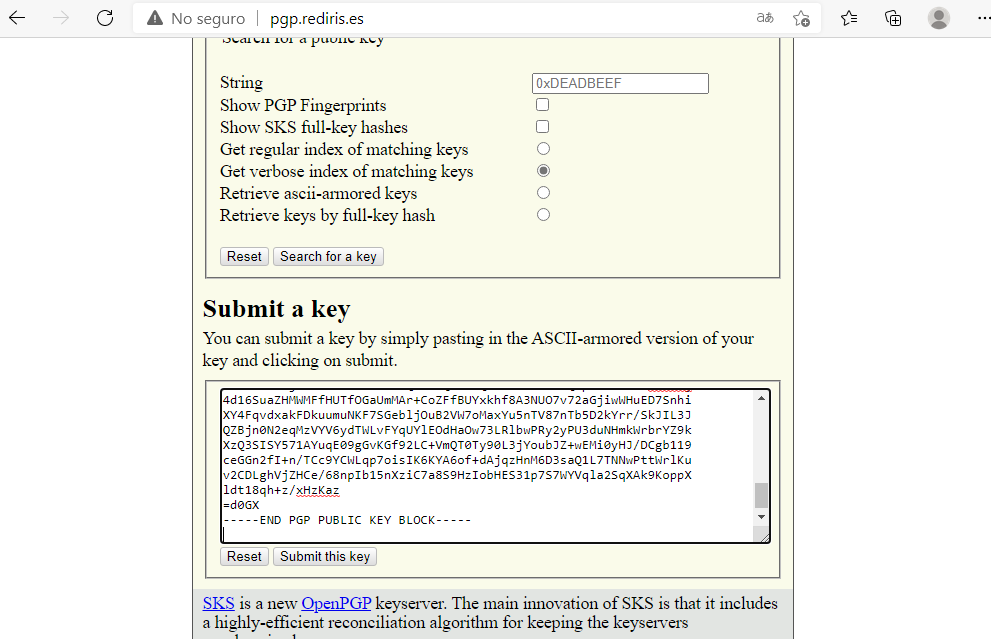 No seguro
pgp.rediris.es
Search for a public key
String
0xDEADBEEF
Show PGP Fingerprints
Show SKS full-key hashes
Get regular index of matching keys
Get verbose index of matching keys
Retrieve ascii-armored keys
Retrieve keys by full-key hash
Reset
Search for a key
Submit a key
You can submit a key by simply pasting in the ASCII-armored version of your
key and clicking on submit.
4d16SuaZHMWMFfHUTfOGaUmMAr+CoZFfBUYxkhf8A3NUO7v72aGjiwWHuED7Snhi
XY4FqvdxakFDkuumuNKF7SGebljOuB2VW7oMaxYu5nTV87nTb5D2kYrr/SkJIL3J
QZBjn0N2eqMzVYV6ydTWLvFYqUYlEOdHaOw73LRlbwPRy2yPU3duNHmkWrbrYZ9k
XzQ3SISY571AYuqE09gGvKGf92LC+VmQT0Ty90L3jYoubJZ+wEMi0yHJ/DCgb119
ceGGn2fI+n/TCc9YCWLqp7oisIK6KYA6of+dAjqzHnM6D3saQ1L7TNNwPttWrlKu
v2CDLghVjZHCe/68npIb15nXziC7a8S9HzIobHES31p7S7WYVqla2SqXAk9KoppX
ldt18qh+z/xHzKaz
=d0GX
-----END PGP PUBLIC KEY BLOCK-----
Reset
Submit this key
SKS is a new OpenPGP keyserver. The main innovation of SKS is that it includes
a highly-efficient reconciliation algorithm for keeping the keyservers